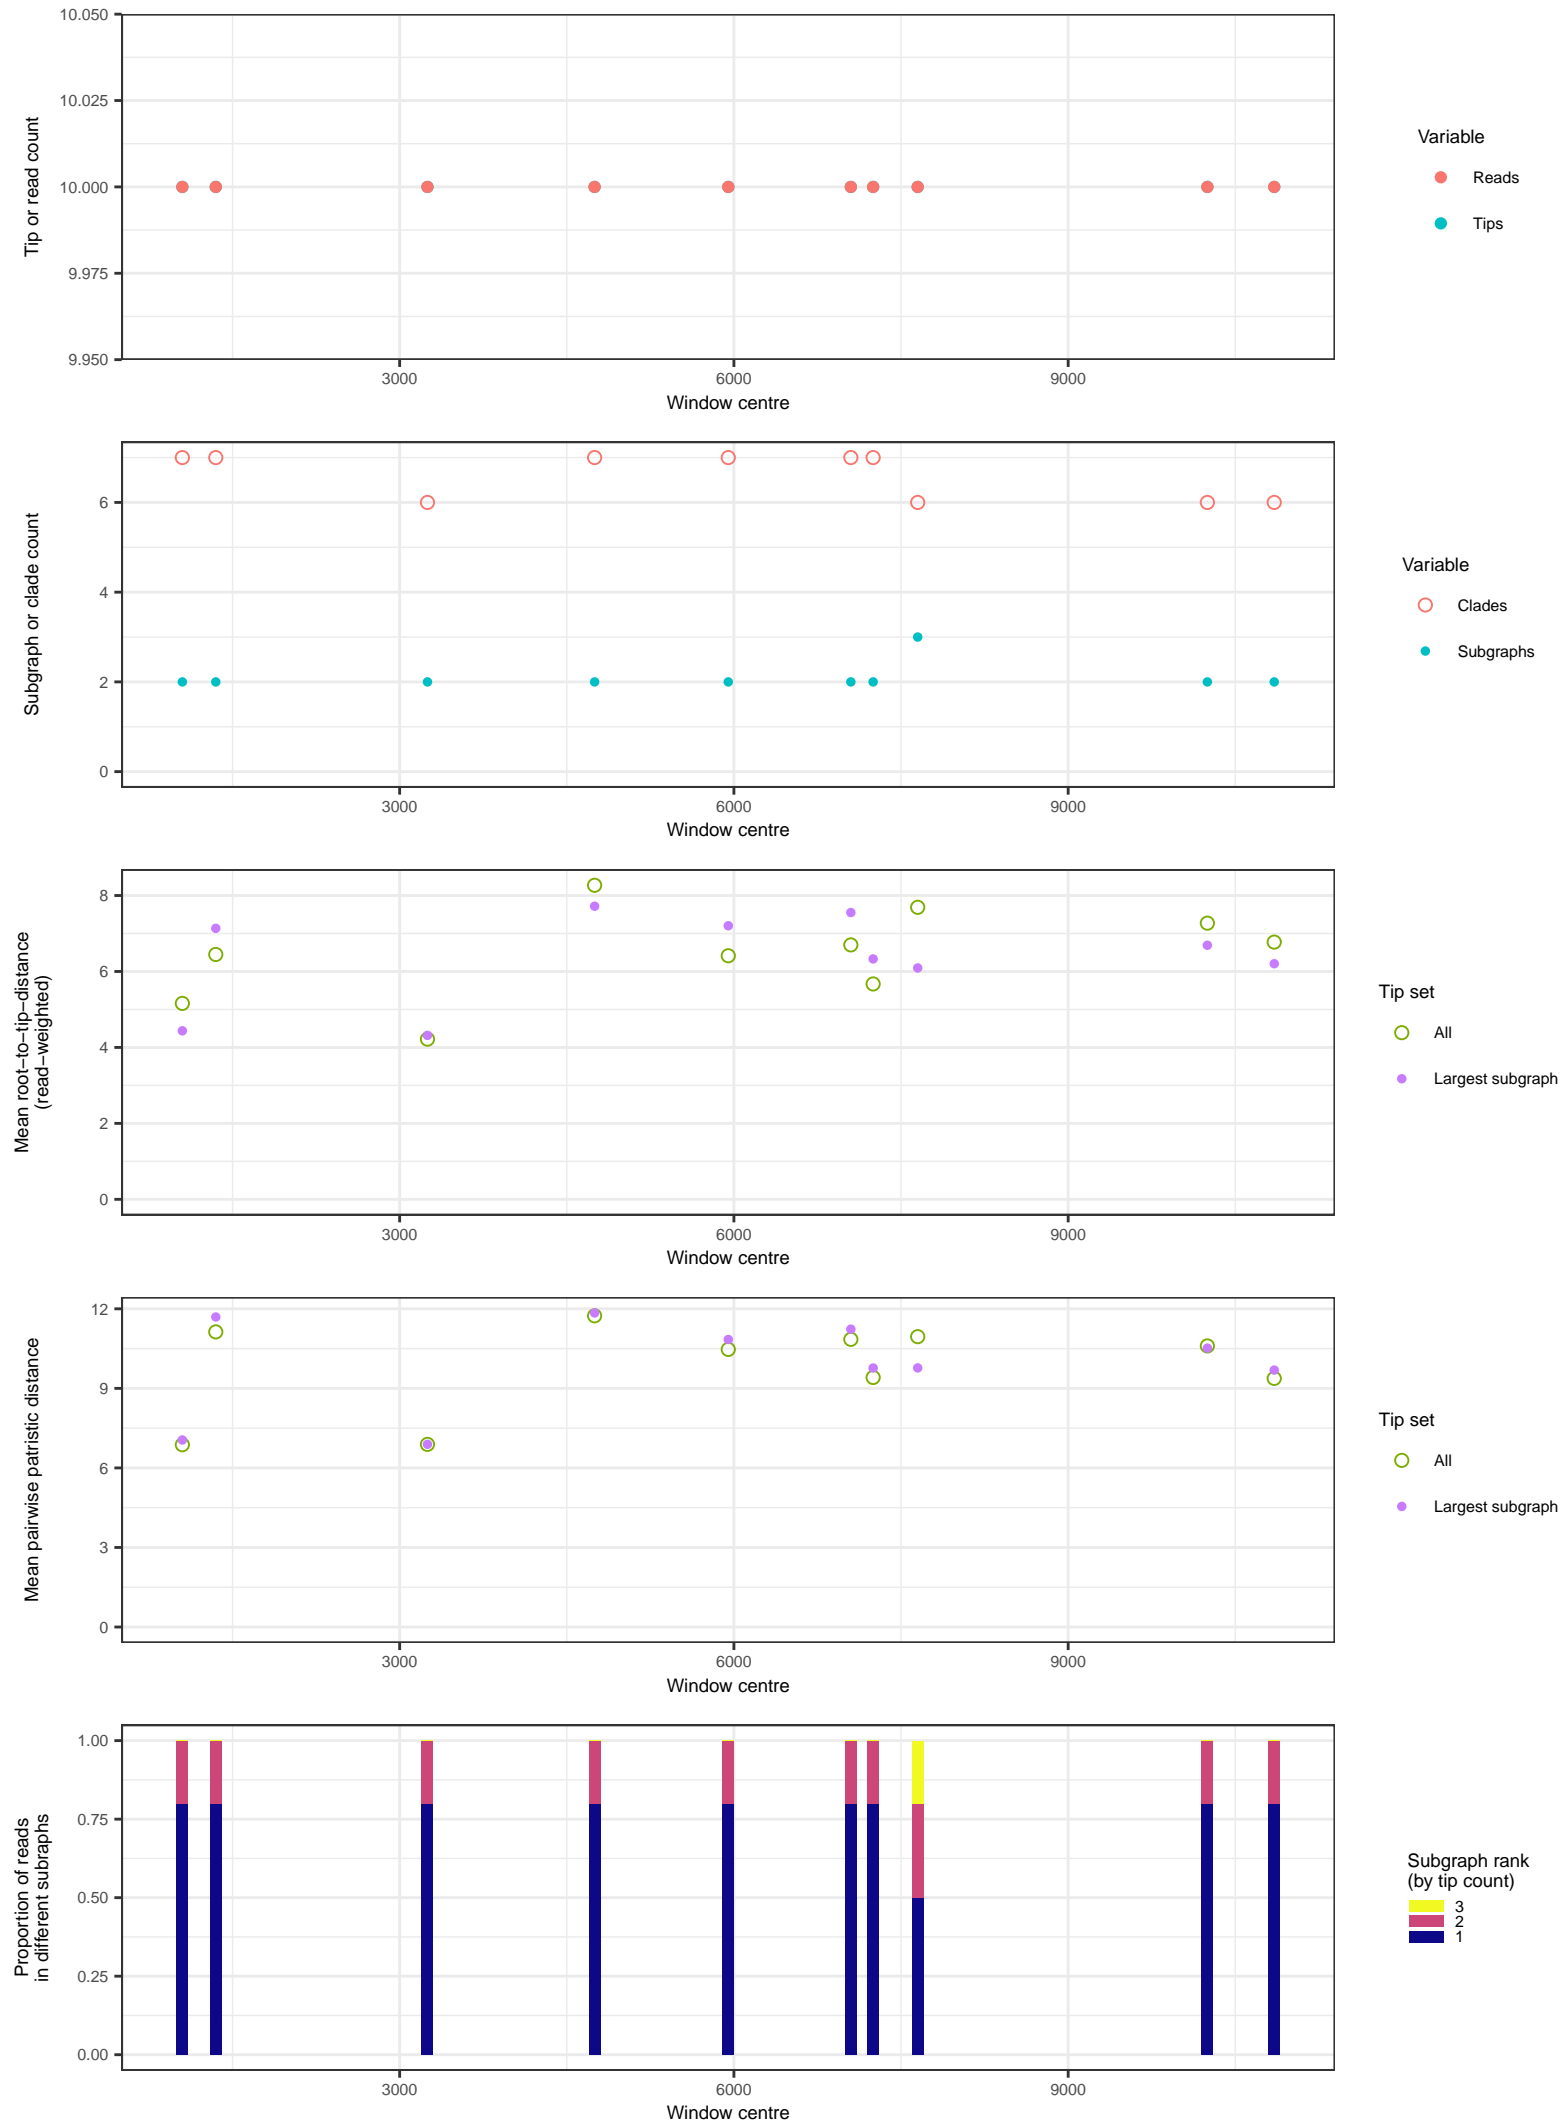 10.050
10.025
10.000
9.975
9.950
Tip or read count
3000
6000
9000
Window centre
Variable
Reads
Tips
6
4
2
0
Subgraph or clade count
3000
6000
9000
Window centre
Variable
Clades
Subgraphs
8
6
4
2
0
Mean root−to−tip−distance
(read−weighted)
3000
6000
9000
Window centre
Tip set
All
Largest subgraph
12
9
6
3
0
Mean pairwise patristic distance
3000
6000
9000
Window centre
Tip set
All
Largest subgraph
1.00
0.75
0.50
0.25
0.00
Proportion of reads
in different subraphs
3000
6000
9000
Window centre
Subgraph rank
(by tip count)
3
2
1